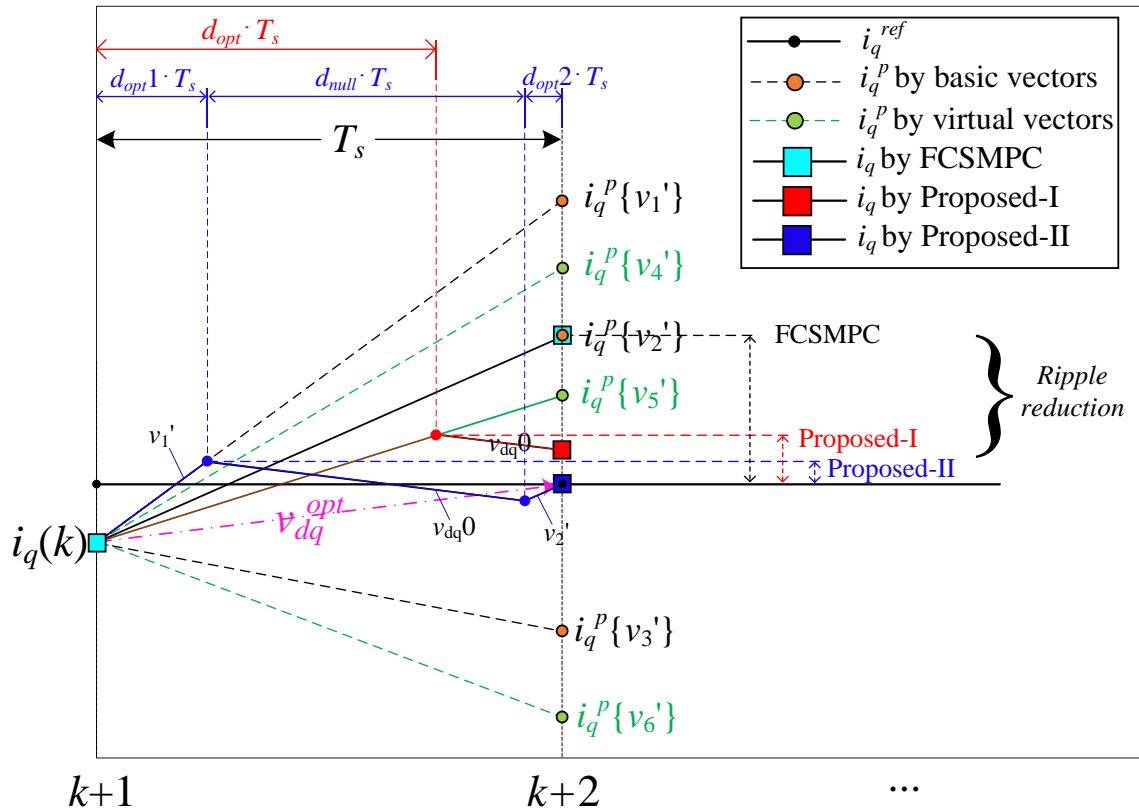 d_opt · T_s
d_opt1 · T_s
d_null · T_s
d_opt2 · T_s
T_s
i_q^ref
i_q^p by basic vectors
i_q^p by virtual vectors
i_q by FCSMPC
i_q by Proposed-I
i_q by Proposed-II
i_q^p{v_1'}
i_q^p{v_4'}
i_q^p{v_2'}
FCSMPC
i_q^p{v_5'}
Ripple
reduction
v_1'
v_dq0
Proposed-I
Proposed-II
v_dq^opt
v_dq0
v_2'
i_q(k)
i_q^p{v_3'}
i_q^p{v_6'}
k+1
k+2
...